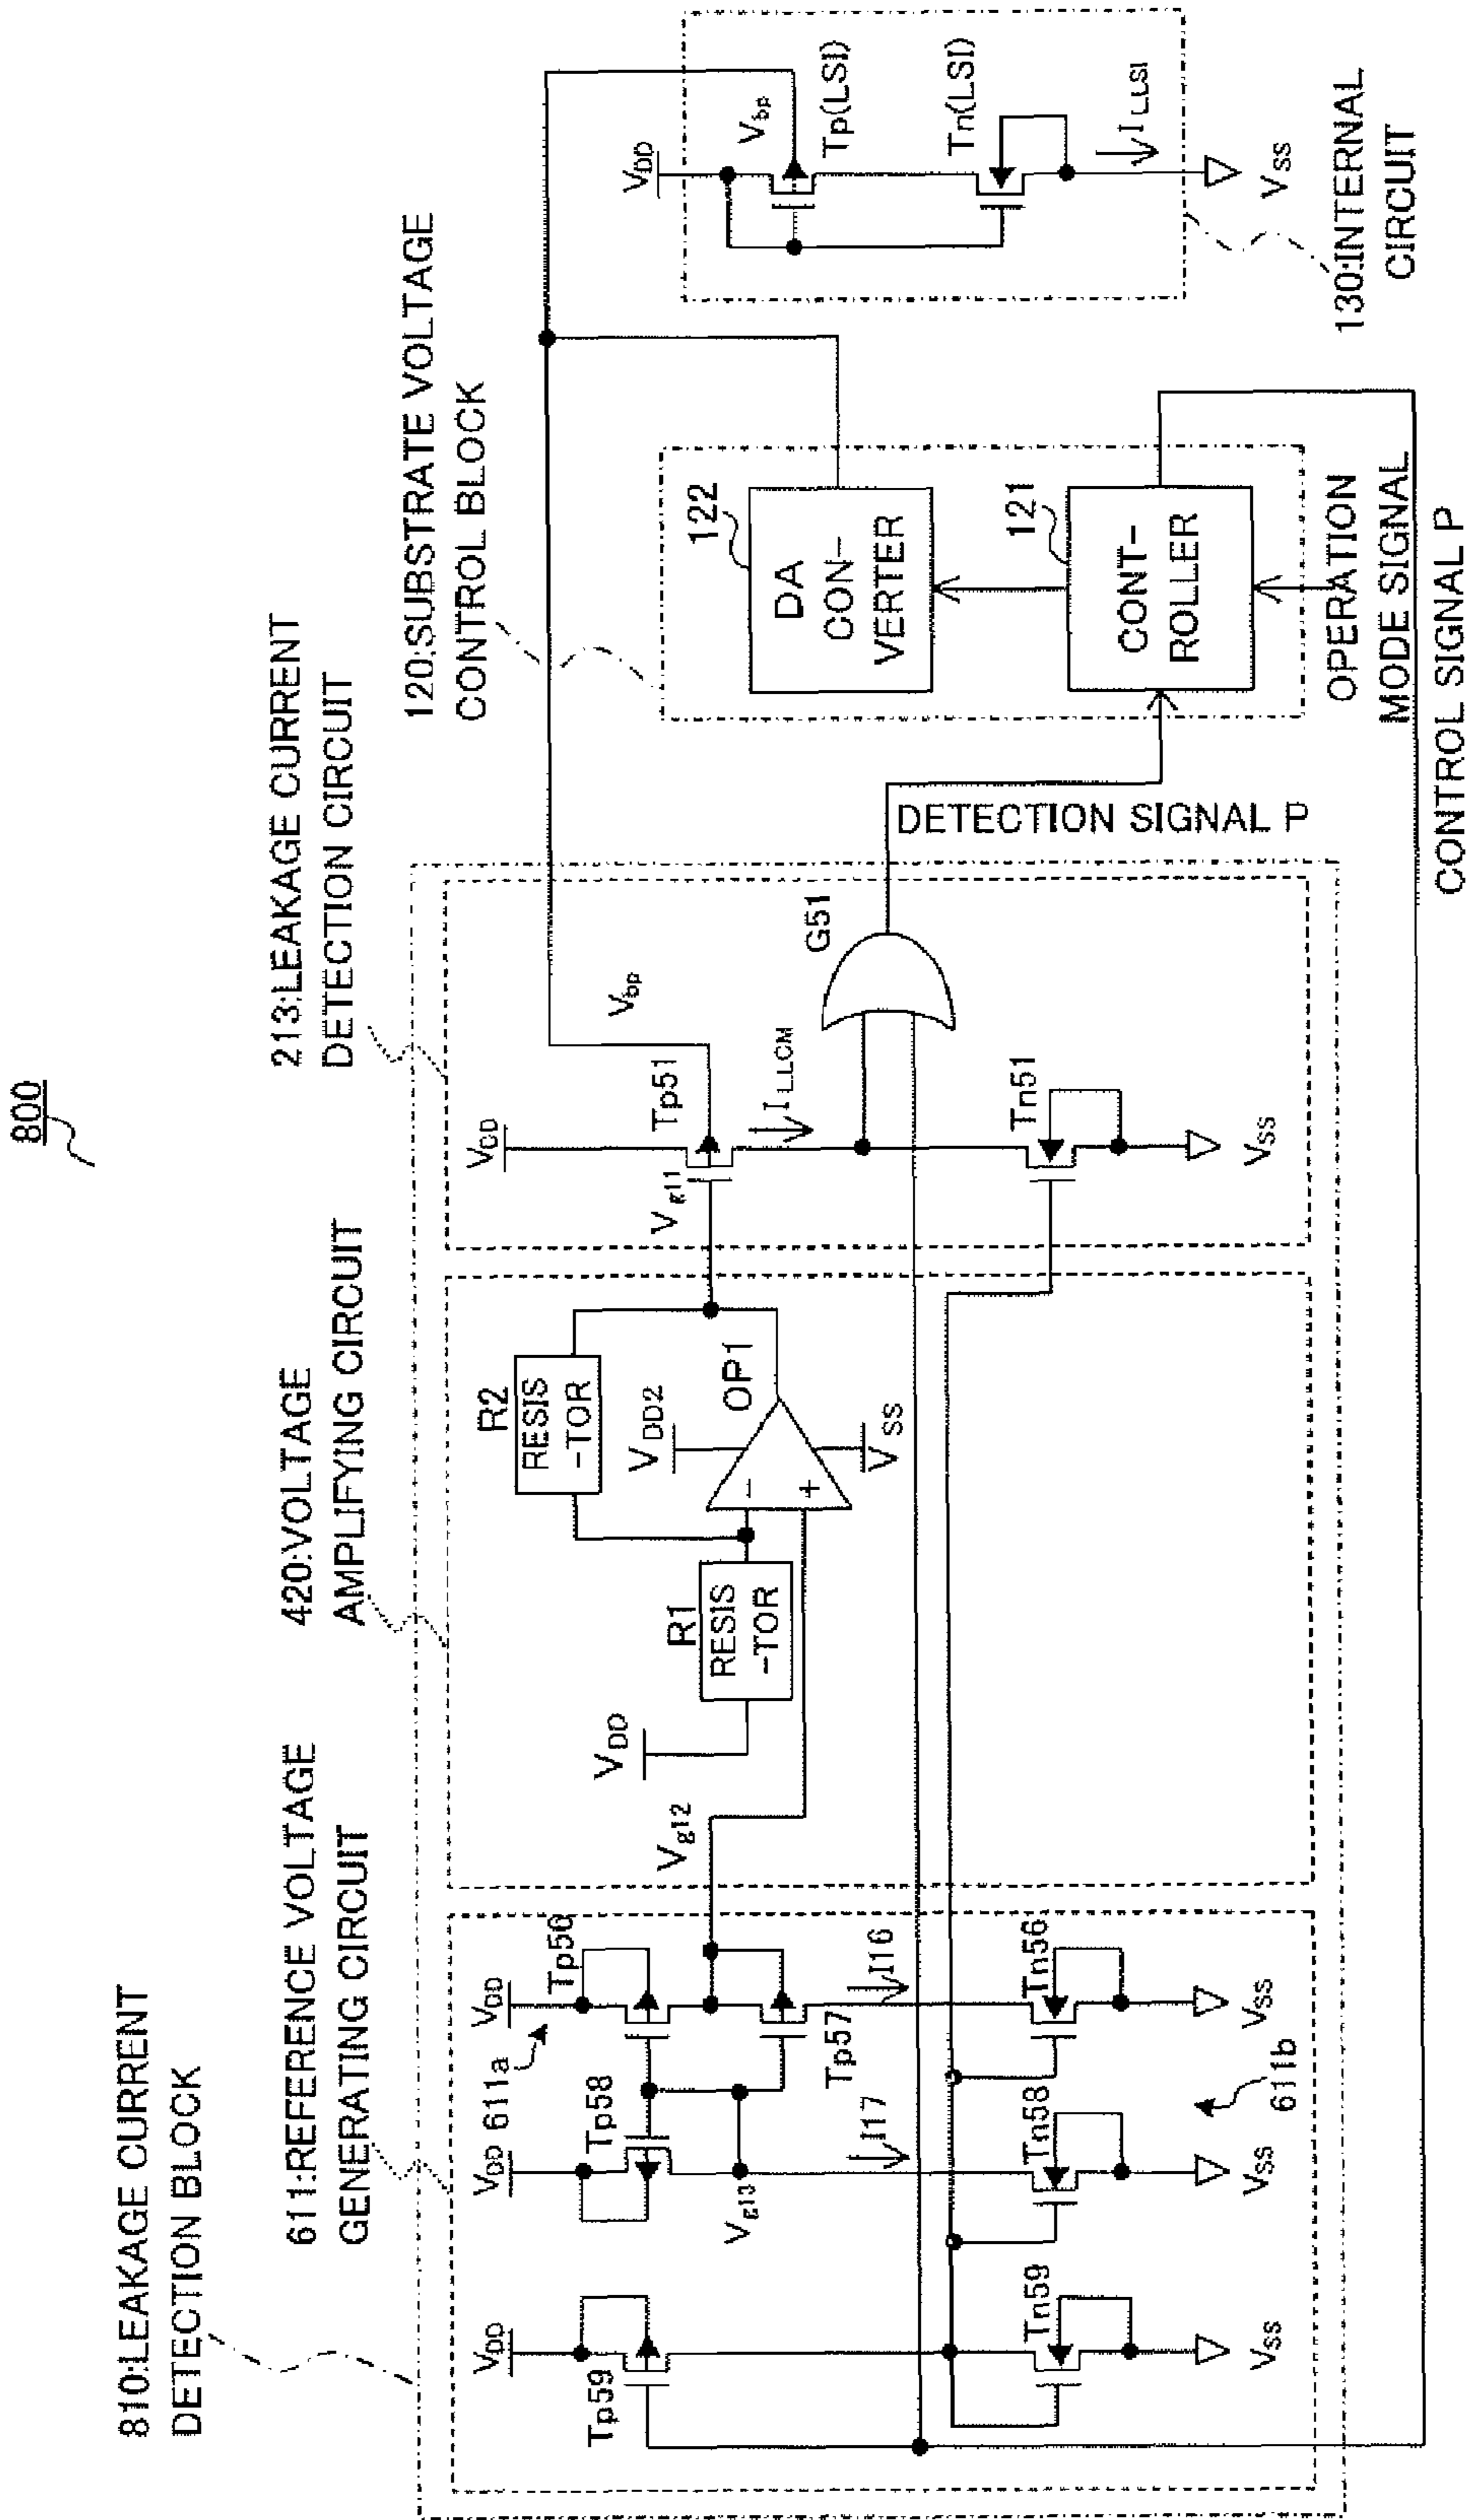 800
810:LEAKAGE CURRENT
DETECTION BLOCK
611:REFERENCE VOLTAGE
GENERATING CIRCUIT
420:VOLTAGE
AMPLIFYING CIRCUIT
213:LEAKAGE CURRENT
DETECTION CIRCUIT
120:SUBSTRATE VOLTAGE
CONTROL BLOCK
130:INTERNAL
CIRCUIT
VDD
Tp59
Tn59
VSS
VDD
611a
Tp58
Vg13
I17
Tn58
VSS
VDD
Tp56
Tp57
I16
Tn56
VSS
611b
Vg12
VDD
R1
RESIS
-TOR
R2
RESIS
-TOR
VDD2
OP1
-
+
VSS
VDD
Vg11
Tp51
Vbp
ILLCM
Tn51
VSS
G51
DETECTION SIGNAL P
122
DA
CON-
VERTER
121
CONT-
ROLLER
OPERATION
MODE SIGNAL
CONTROL SIGNAL P
VDD
Vbp
Tp(LSI)
Tn(LSI)
ILLSI
VSS